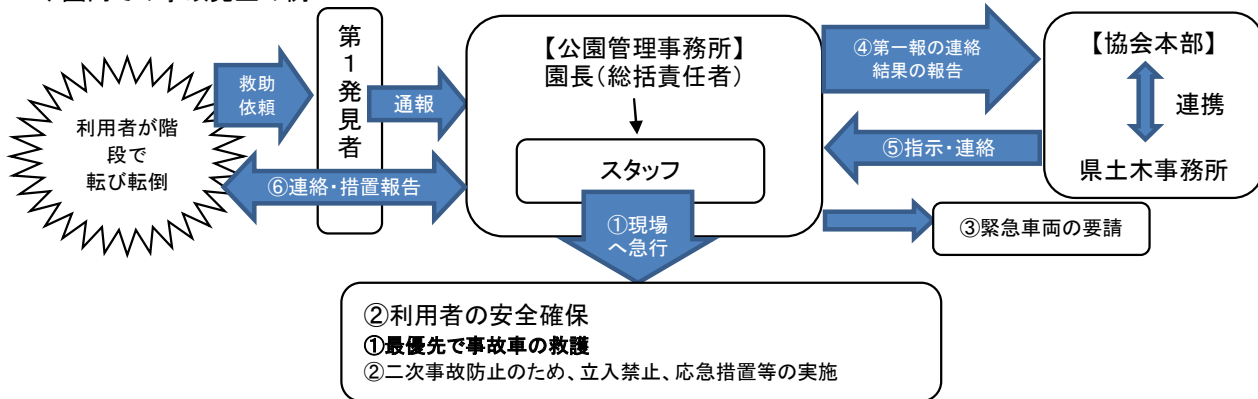 利用者が階
段で
転び転倒
救助
依頼
第
1
発
見
者
通報
⑥連絡・措置報告
【公園管理事務所】
園長(総括責任者)
スタッフ
①現場
へ急行
④第一報の連絡
結果の報告
⑤指示・連絡
【協会本部】
連携
県土木事務所
③緊急車両の要請
②利用者の安全確保
①最優先で事故車の救護
②二次事故防止のため、立入禁止、応急措置等の実施